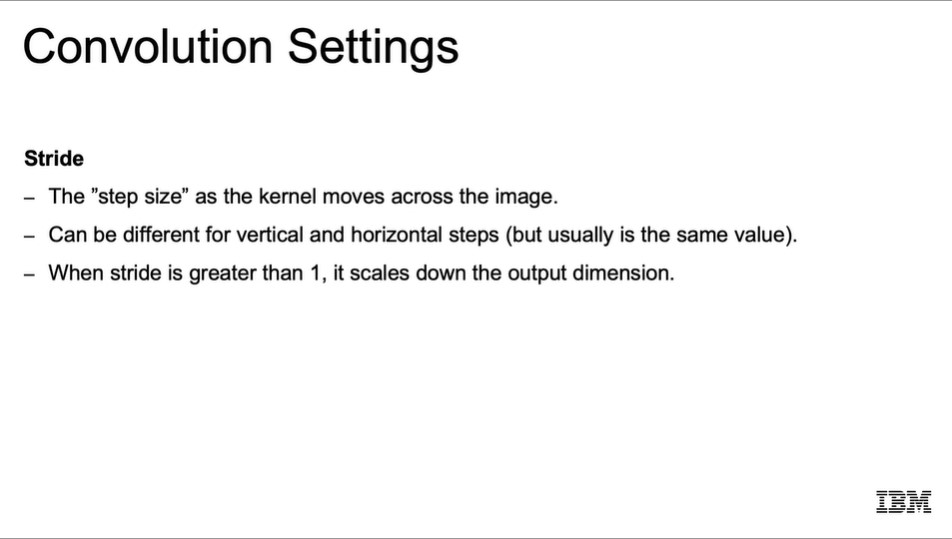 Convolution Settings
Stride
– The ”step size” as the kernel moves across the image.
– Can be different for vertical and horizontal steps (but usually is the same value).
– When stride is greater than 1, it scales down the output dimension.
IBM